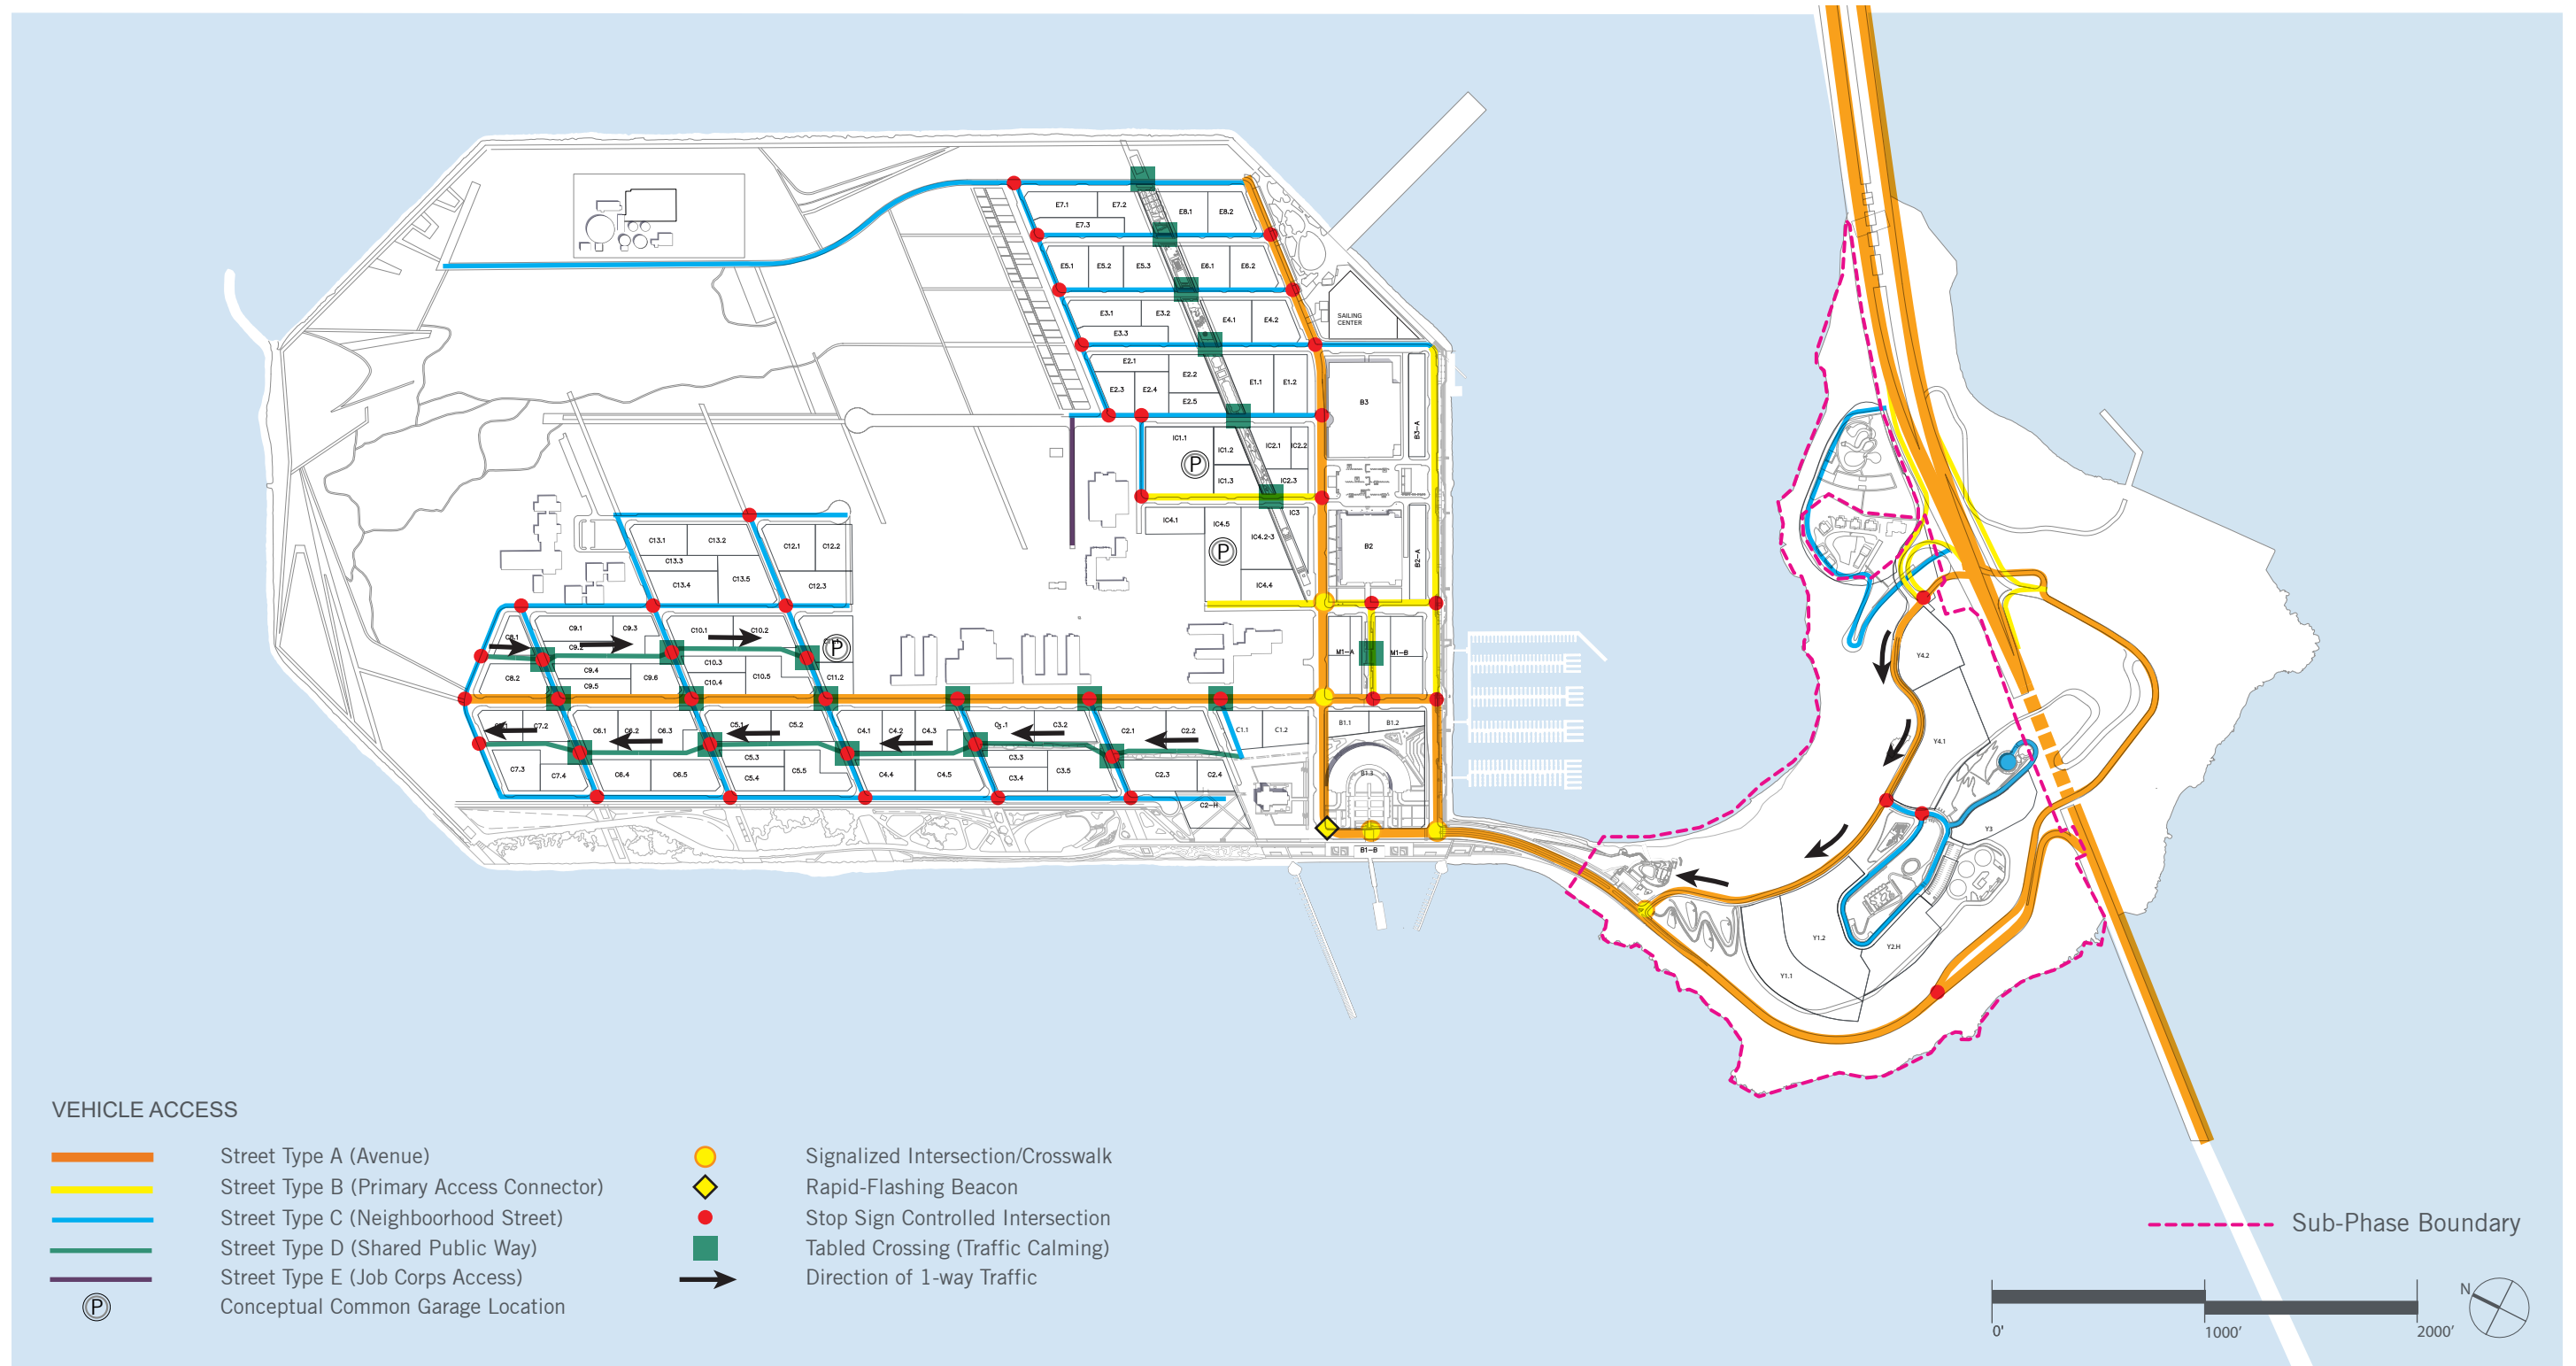 E7.1
E7.2
E8.1
E8.2
E7.3
E5.1
E5.2
E5.3
E6.1
E6.2
E3.1
E3.2
E4.1
E4.2
E3.3
SAILING
CENTER
E2.1
E2.2
E2.3
E2.4
E2.5
E1.1
E1.2
B3
B3-A
IC1.1
IC1.2
IC2.1
IC2.2
P
IC1.3
IC2.3
IC4.1
IC4.5
IC3
IC4.2-3
P
IC4.4
B2
B2-A
C13.1
C13.2
C12.1
C12.2
C13.3
C13.4
C13.5
C12.3
C8.1
C9.1
C9.3
C10.1
C10.2
P
C9.2
C9.4
C10.3
C8.2
C9.5
C9.6
C10.4
C10.5
C11.2
M1-A
M1-B
Y4.2
Y4.1
C7.2
C6.1
C6.2
C6.3
C5.1
C5.2
C4.1
C4.2
C4.3
C3.2
C2.1
C2.2
C1.1
C1.2
B1.1
B1.2
C7.3
C7.4
C6.4
C6.5
C5.3
C5.4
C5.5
C4.4
C4.5
C3.3
C3.4
C3.5
C2.3
C2.4
B1.3
C2-H
Y3
B1-B
Y1.2
Y2.H
Y1.1
VEHICLE ACCESS
Street Type A (Avenue)
Street Type B (Primary Access Connector)
Street Type C (Neighboorhood Street)
Street Type D (Shared Public Way)
Street Type E (Job Corps Access)
P Conceptual Common Garage Location
Signalized Intersection/Crosswalk
Rapid-Flashing Beacon
Stop Sign Controlled Intersection
Tabled Crossing (Traffic Calming)
Direction of 1-way Traffic
Sub-Phase Boundary
N
0'
1000'
2000'